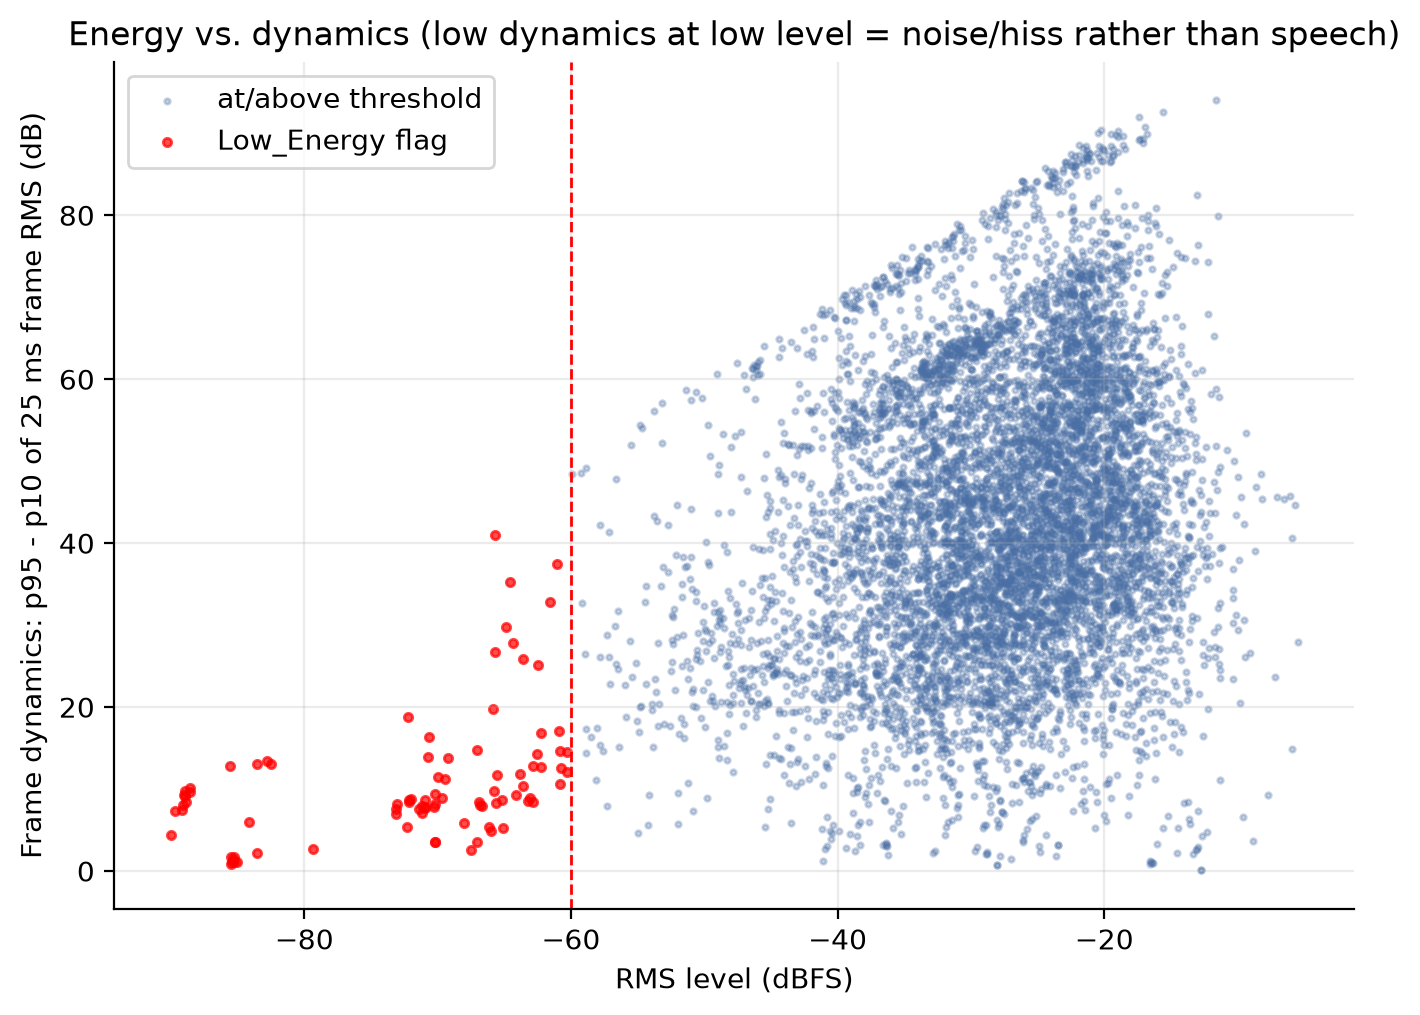 Energy vs. dynamics (low dynamics at low level = noise/hiss rather than speech)
at/above threshold
Low_Energy flag
Frame dynamics: p95 - p10 of 25 ms frame RMS (dB)
80
60
40
20
0
−80
−60
−40
−20
RMS level (dBFS)